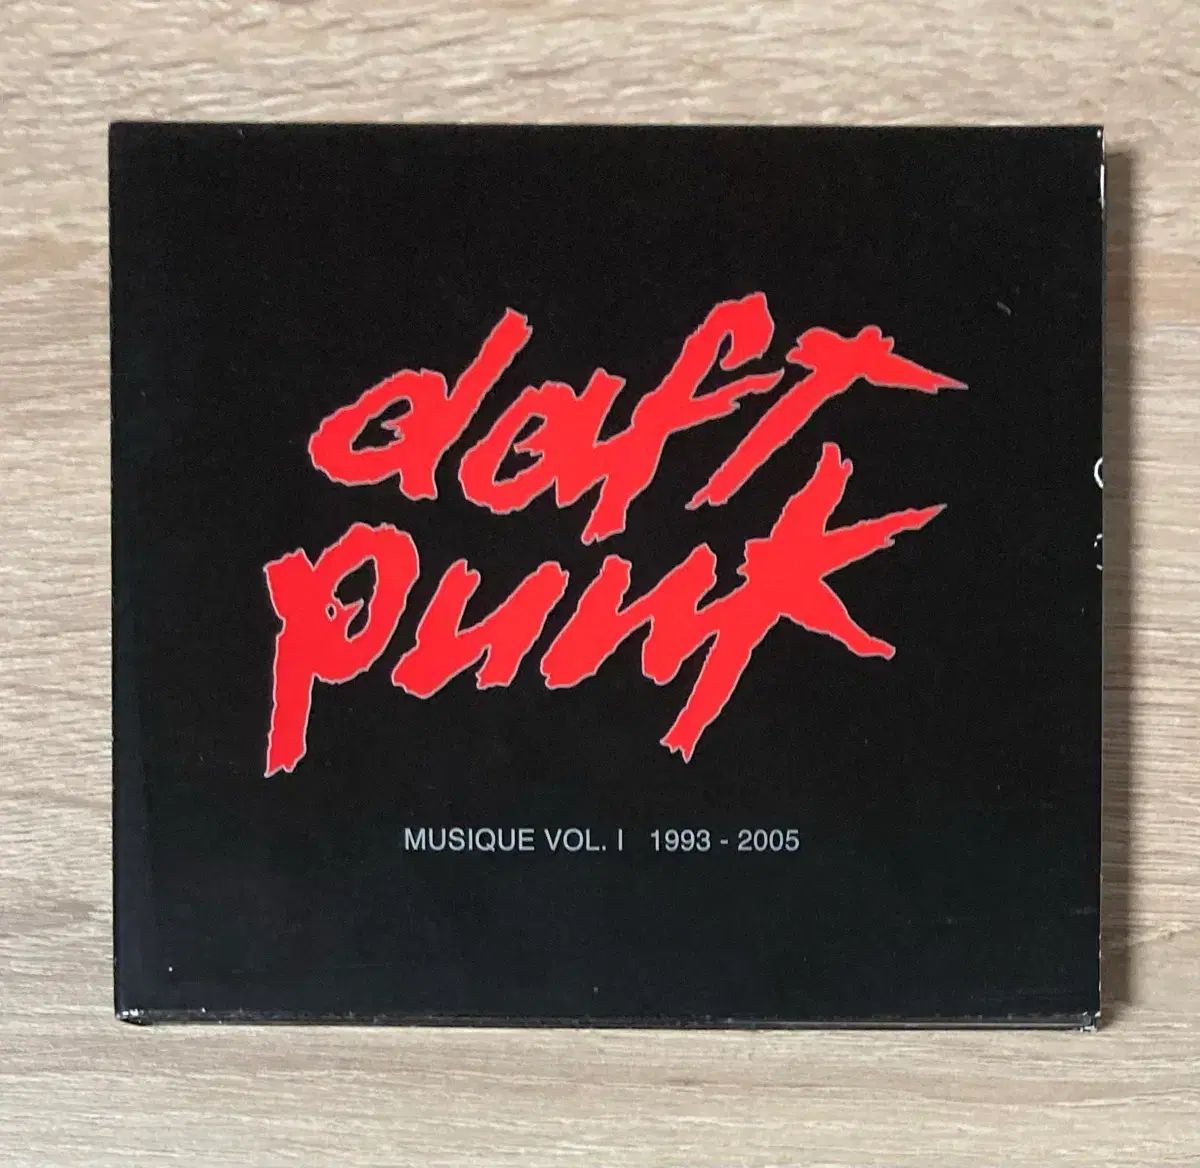 daft
punk
MUSIQUE VOL. I 1993 - 2005